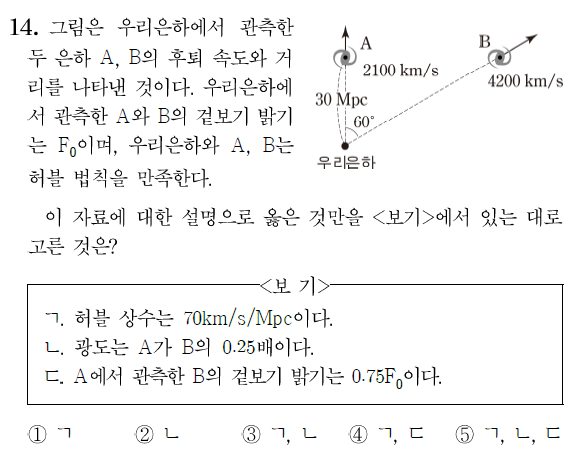 14. 그림은 우리은하에서 관측한
두 은하 A, B의 후퇴 속도와 거
리를 나타낸 것이다. 우리은하에
서 관측한 A와 B의 겉보기 밝기
는 F₀이며, 우리은하와 A, B는
허블 법칙을 만족한다.
A
B
2100 km/s
4200 km/s
30 Mpc
60°
우리은하
이 자료에 대한 설명으로 옳은 것만을 <보기>에서 있는 대로
고른 것은?
<보 기>
ㄱ. 허블 상수는 70km/s/Mpc이다.
ㄴ. 광도는 A가 B의 0.25배이다.
ㄷ. A에서 관측한 B의 겉보기 밝기는 0.75F₀이다.
① ㄱ ② ㄴ ③ ㄱ, ㄴ ④ ㄱ, ㄷ ⑤ ㄱ, ㄴ, ㄷ